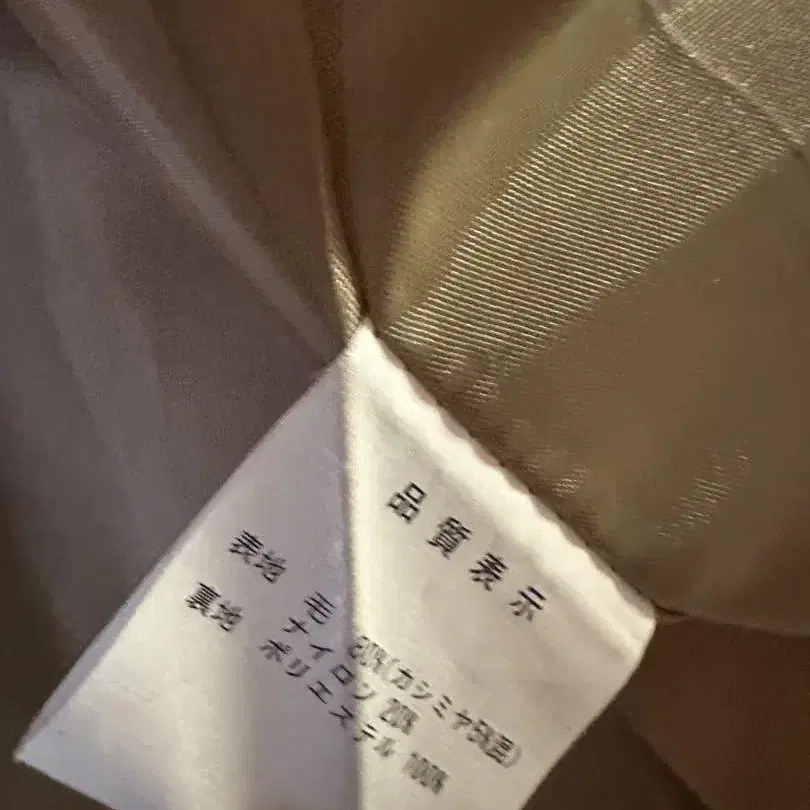 品質表示
表地 毛 80%(カシミヤ5%混)
ナイロン 20%
裏地 ポリエステル 100%